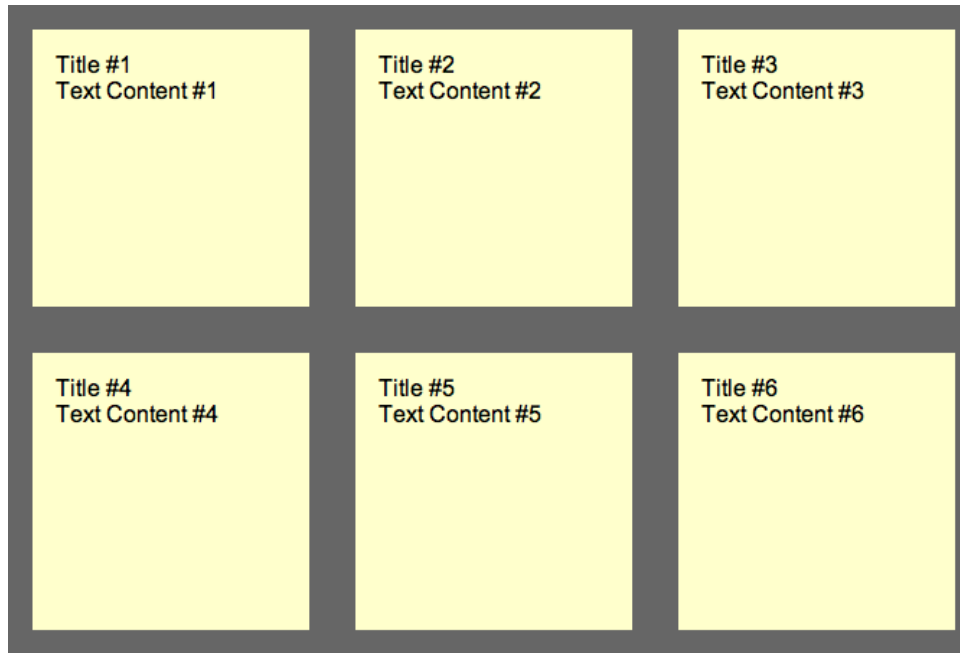 Title #1
Text Content #1
Title #2
Text Content #2
Title #3
Text Content #3
Title #4
Text Content #4
Title #5
Text Content #5
Title #6
Text Content #6